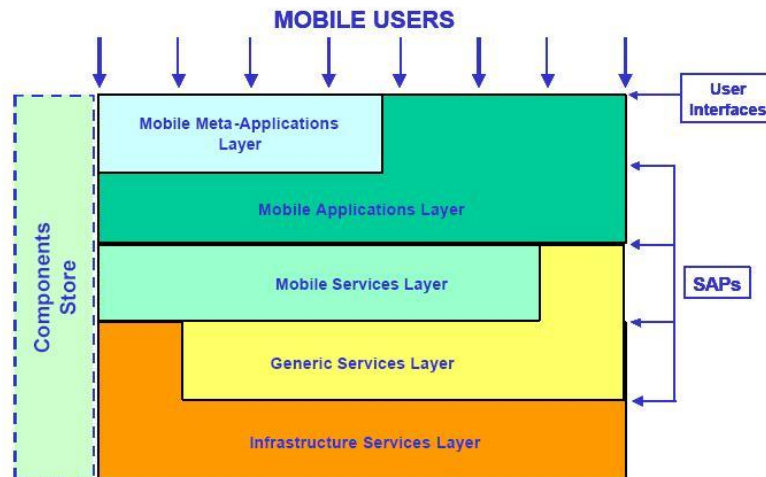 MOBILE USERS
User
Interfaces
Mobile Meta-Applications
Layer
Mobile Applications Layer
Components
Store
Mobile Services Layer
SAPs
Generic Services Layer
Infrastructure Services Layer